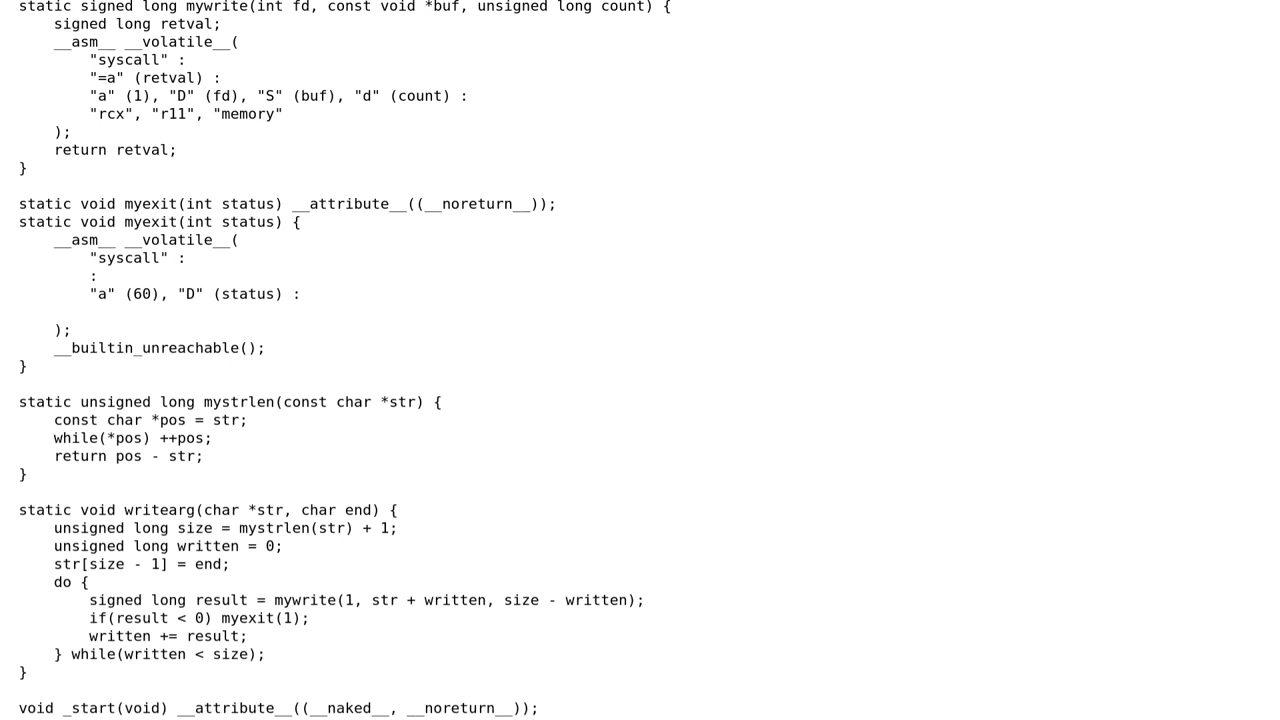 static signed long mywrite(int fd, const void *buf, unsigned long count) {
    signed long retval;
    __asm__ __volatile__(
        "syscall" :
        "=a" (retval) :
        "a" (1), "D" (fd), "S" (buf), "d" (count) :
        "rcx", "r11", "memory"
    );
    return retval;
}

static void myexit(int status) __attribute__((__noreturn__));
static void myexit(int status) {
    __asm__ __volatile__(
        "syscall" :
        :
        "a" (60), "D" (status) :

    );
    __builtin_unreachable();
}

static unsigned long mystrlen(const char *str) {
    const char *pos = str;
    while(*pos) ++pos;
    return pos - str;
}

static void writearg(char *str, char end) {
    unsigned long size = mystrlen(str) + 1;
    unsigned long written = 0;
    str[size - 1] = end;
    do {
        signed long result = mywrite(1, str + written, size - written);
        if(result < 0) myexit(1);
        written += result;
    } while(written < size);
}

void _start(void) __attribute__((__naked__, __noreturn__));